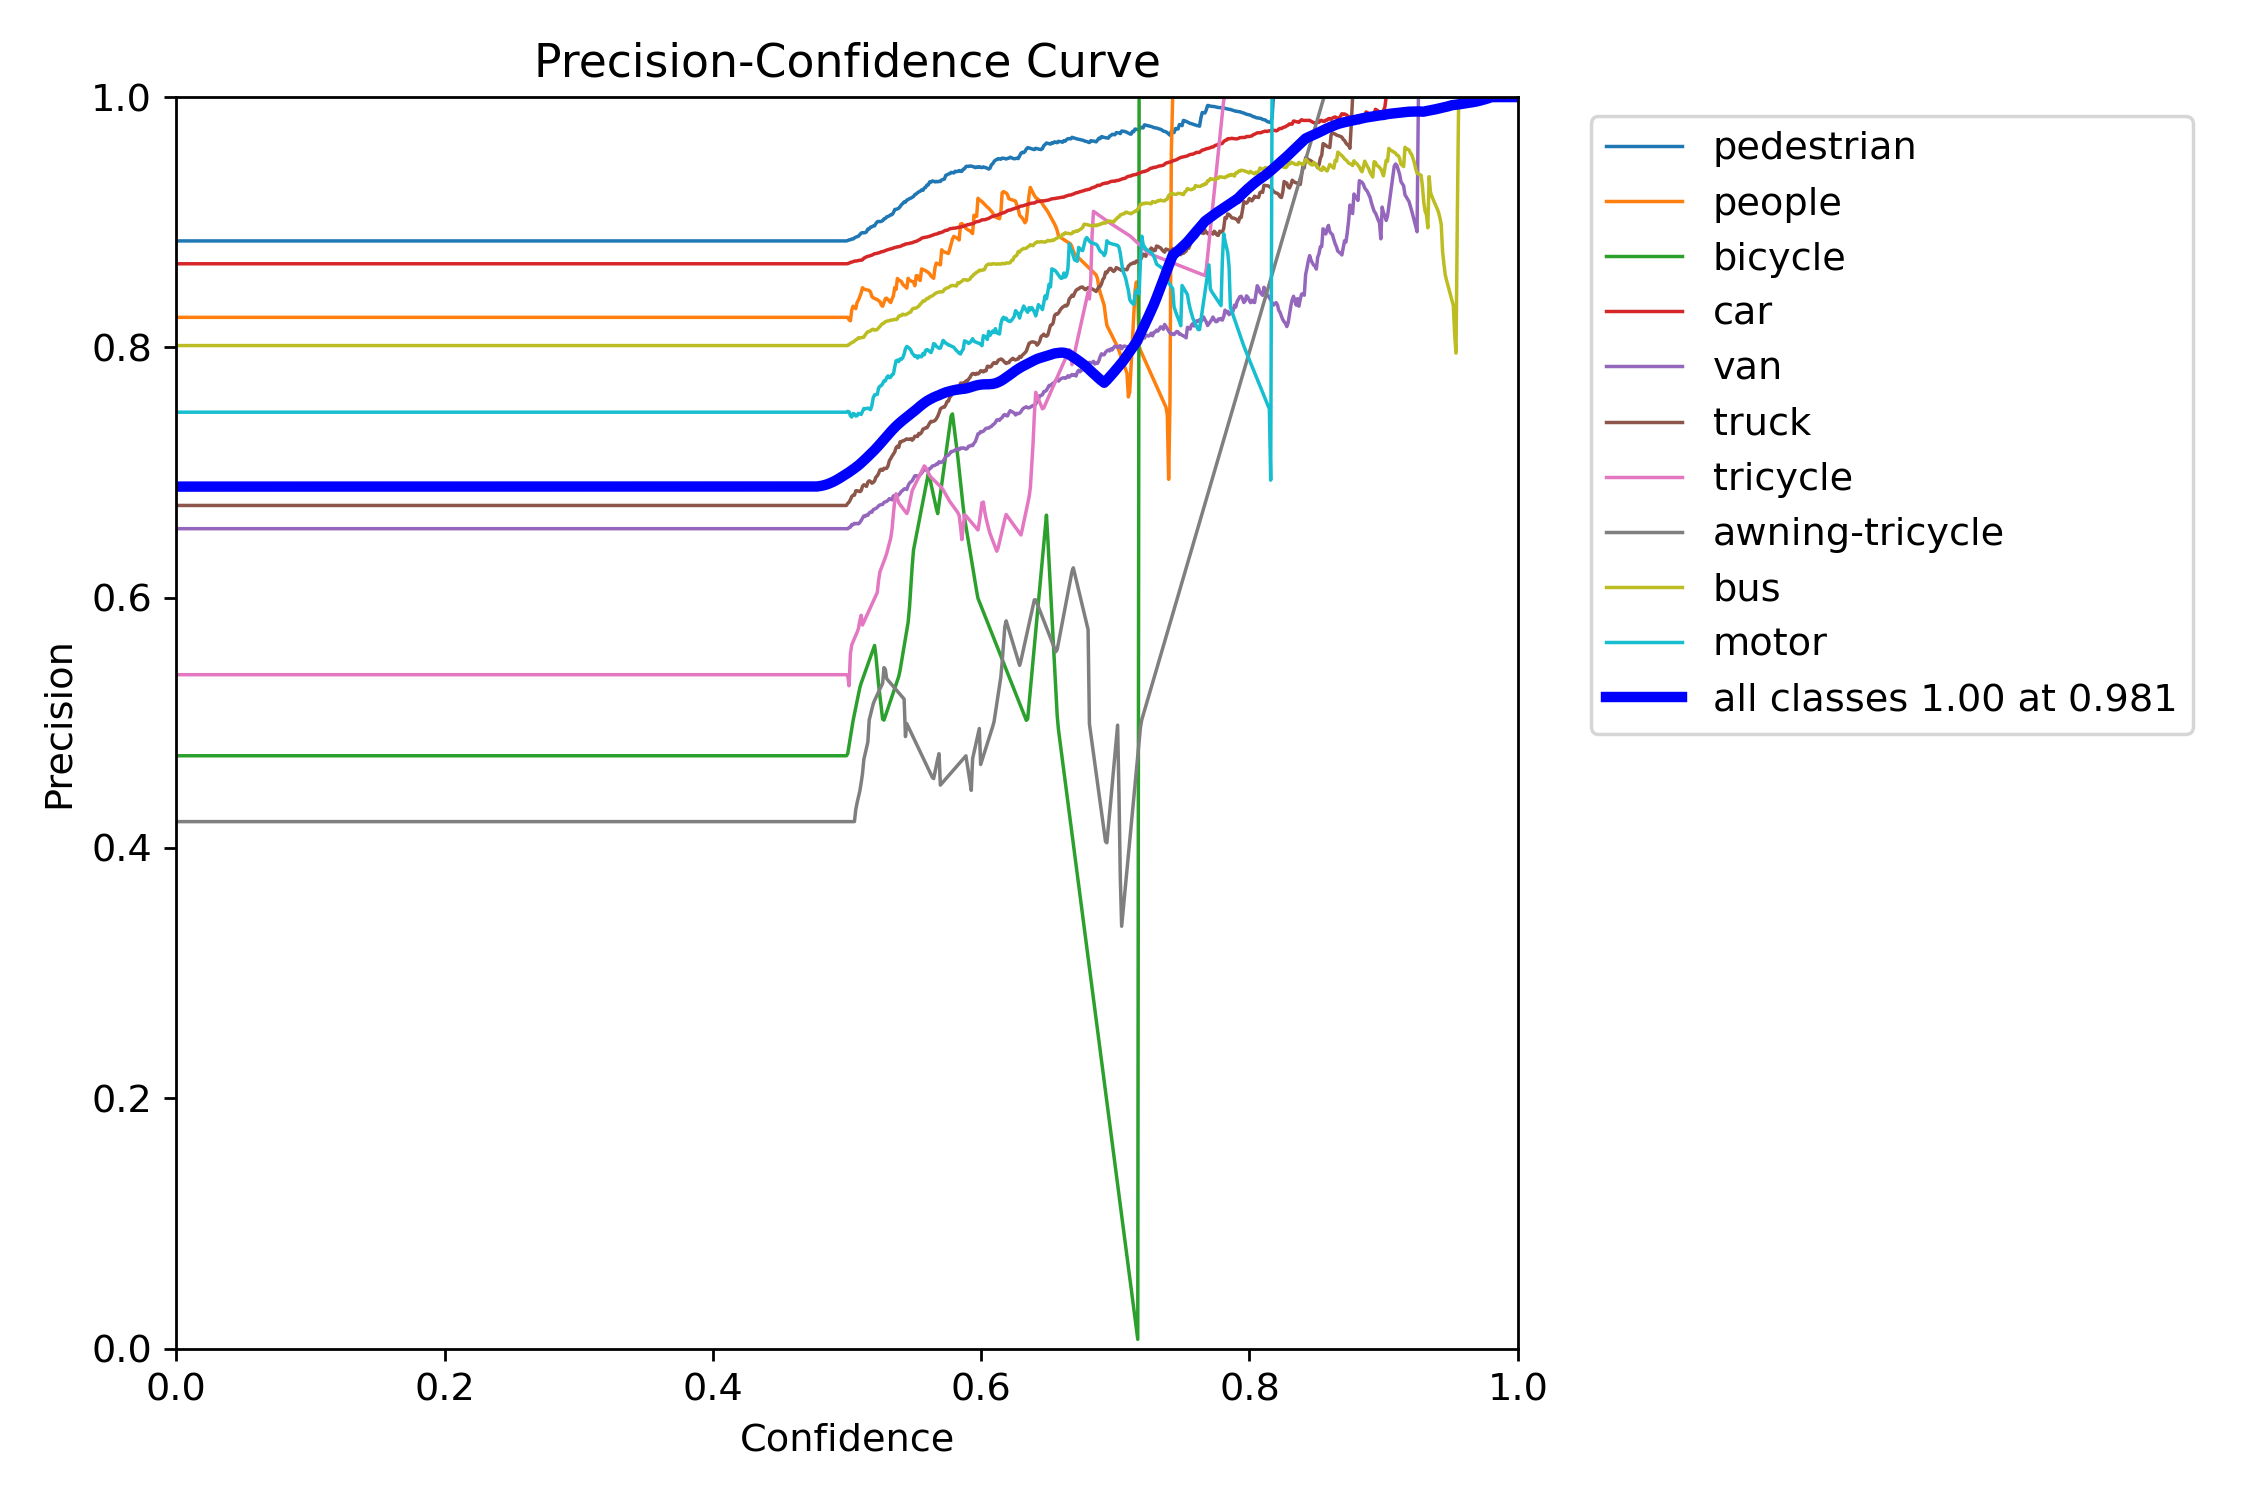 Precision-Confidence Curve
1.0
0.8
0.6
0.4
0.2
0.0
Precision
0.0 0.2 0.4 0.6 0.8 1.0
Confidence
pedestrian
people
bicycle
car
van
truck
tricycle
awning-tricycle
bus
motor
all classes 1.00 at 0.981